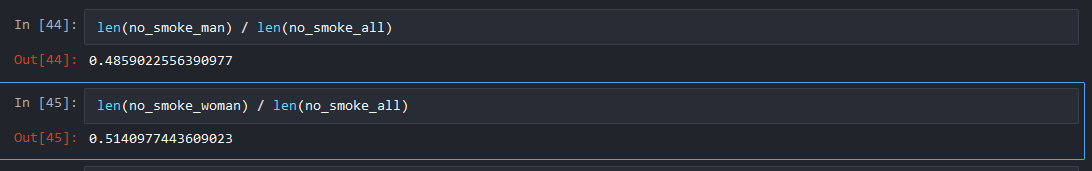 In [44]: len(no_smoke_man) / len(no_smoke_all)
Out[44]: 0.4859022556390977
In [45]: len(no_smoke_woman) / len(no_smoke_all)
Out[45]: 0.5140977443609023